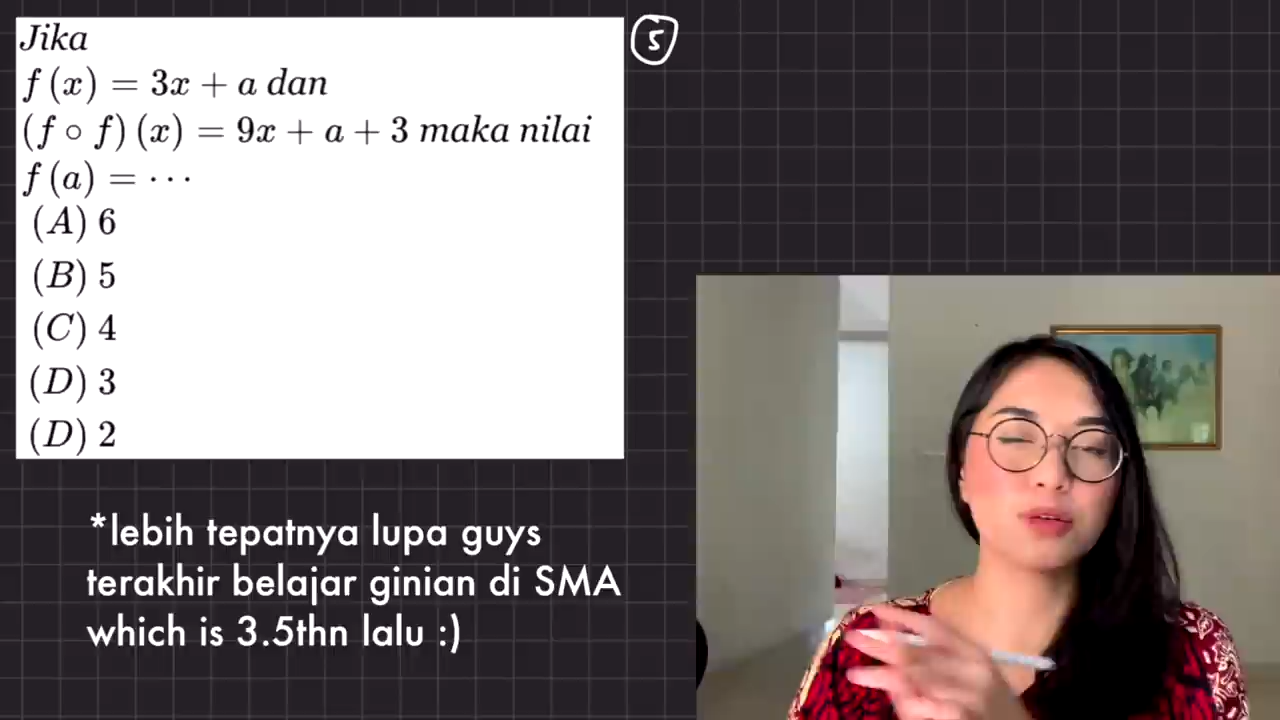 Jika
f (x) = 3x + a dan
(f ∘ f) (x) = 9x + a + 3 maka nilai
f (a) = ⋯
(A) 6
(B) 5
(C) 4
(D) 3
(D) 2
5
*lebih tepatnya lupa guys
terakhir belajar ginian di SMA
which is 3.5thn lalu :)